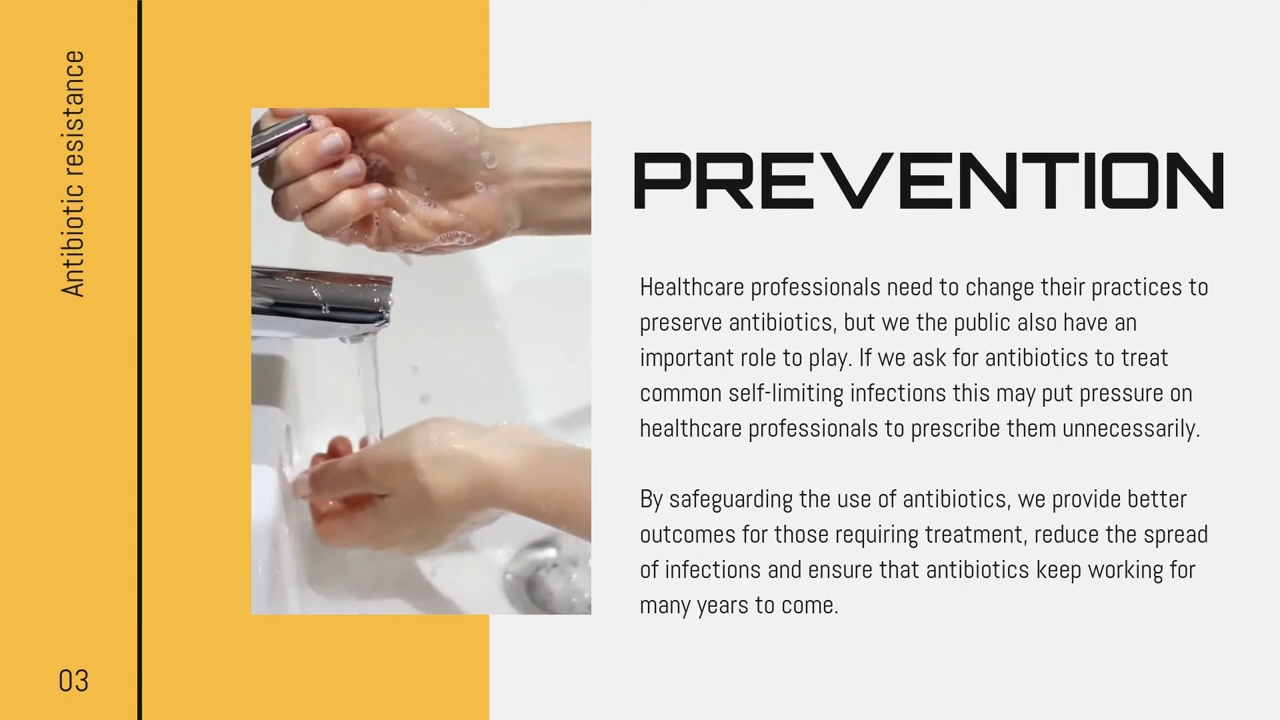 Antibiotic resistance
03
PREVENTION
Healthcare professionals need to change their practices to
preserve antibiotics, but we the public also have an
important role to play. If we ask for antibiotics to treat
common self-limiting infections this may put pressure on
healthcare professionals to prescribe them unnecessarily.
By safeguarding the use of antibiotics, we provide better
outcomes for those requiring treatment, reduce the spread
of infections and ensure that antibiotics keep working for
many years to come.